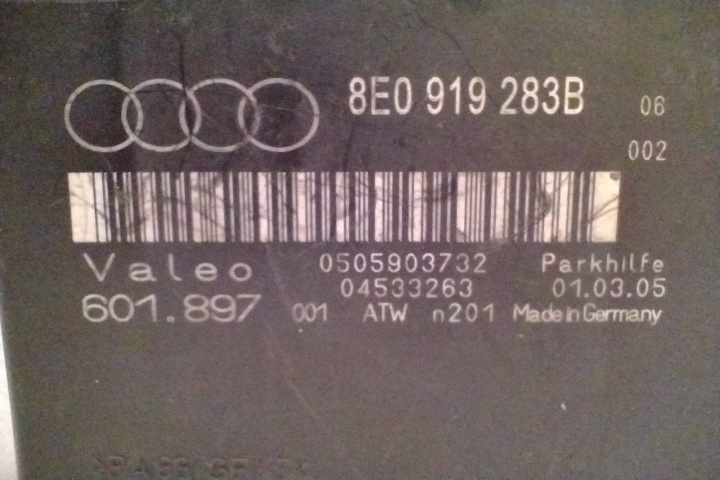 8E0 919 283B 06
002
Valeo 0505903732 Parkhilfe
04533263 01.03.05
601.897 001 ATW n201 Made in Germany